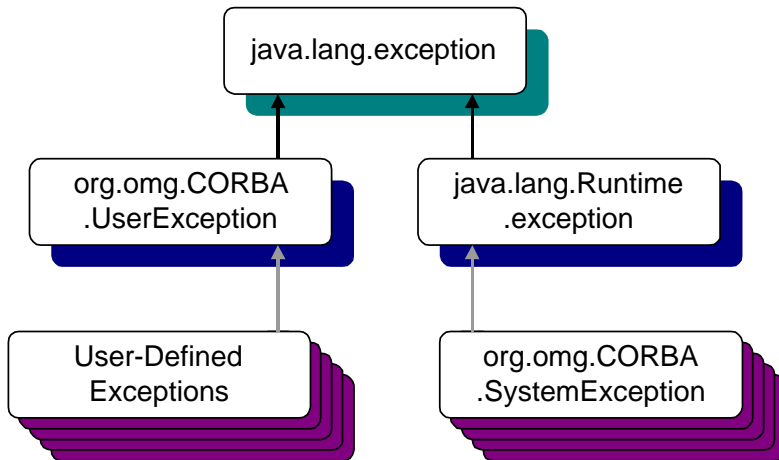 java.lang.exception
org.omg.CORBA
.UserException
java.lang.Runtime
.exception
User-Defined
Exceptions
org.omg.CORBA
.SystemException